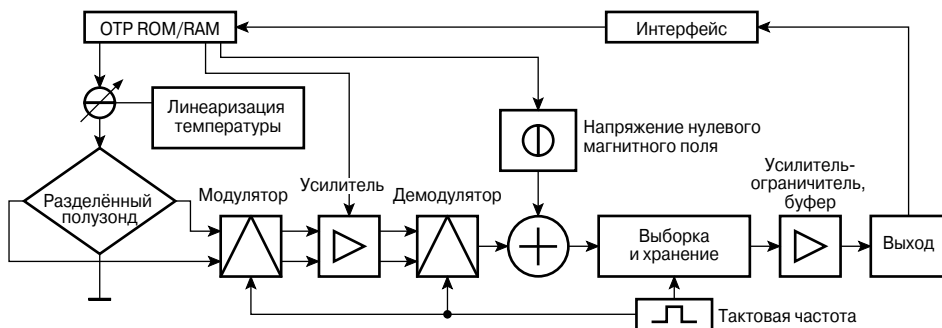 OTP ROM/RAM
Интерфейс
Линеаризация
температуры
Напряжение нулевого
магнитного поля
Усилитель-
ограничитель,
буфер
Разделённый
полузонд
Модулятор
Усилитель
Демодулятор
Выборка
и хранение
Выход
Тактовая частота